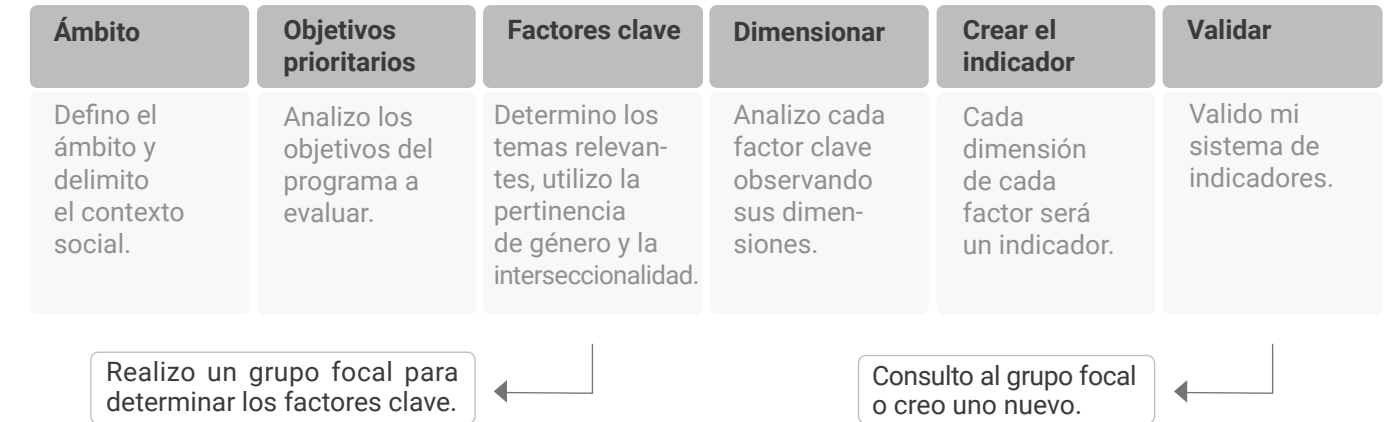 Ámbito
Defino el
ámbito y
delimito
el contexto
social.
Objetivos
prioritarios
Analizo los
objetivos del
programa a
evaluar.
Factores clave
Determino los
temas relevan-
tes, utilizo la
pertinencia
de género y la
interseccionalidad.
Dimensionar
Analizo cada
factor clave
observando
sus dimen-
siones.
Crear el
indicador
Cada
dimensión
de cada
factor será
un indicador.
Validar
Valido mi
sistema de
indicadores.
Realizo un grupo focal para
determinar los factores clave.
Consulto al grupo focal
o creo uno nuevo.